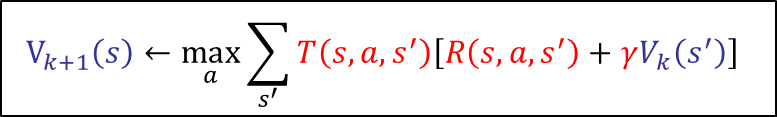 V_{k+1}(s) ← max_a ∑_{s′} T(s, a, s′)[R(s, a, s′) + γV_k(s′)]